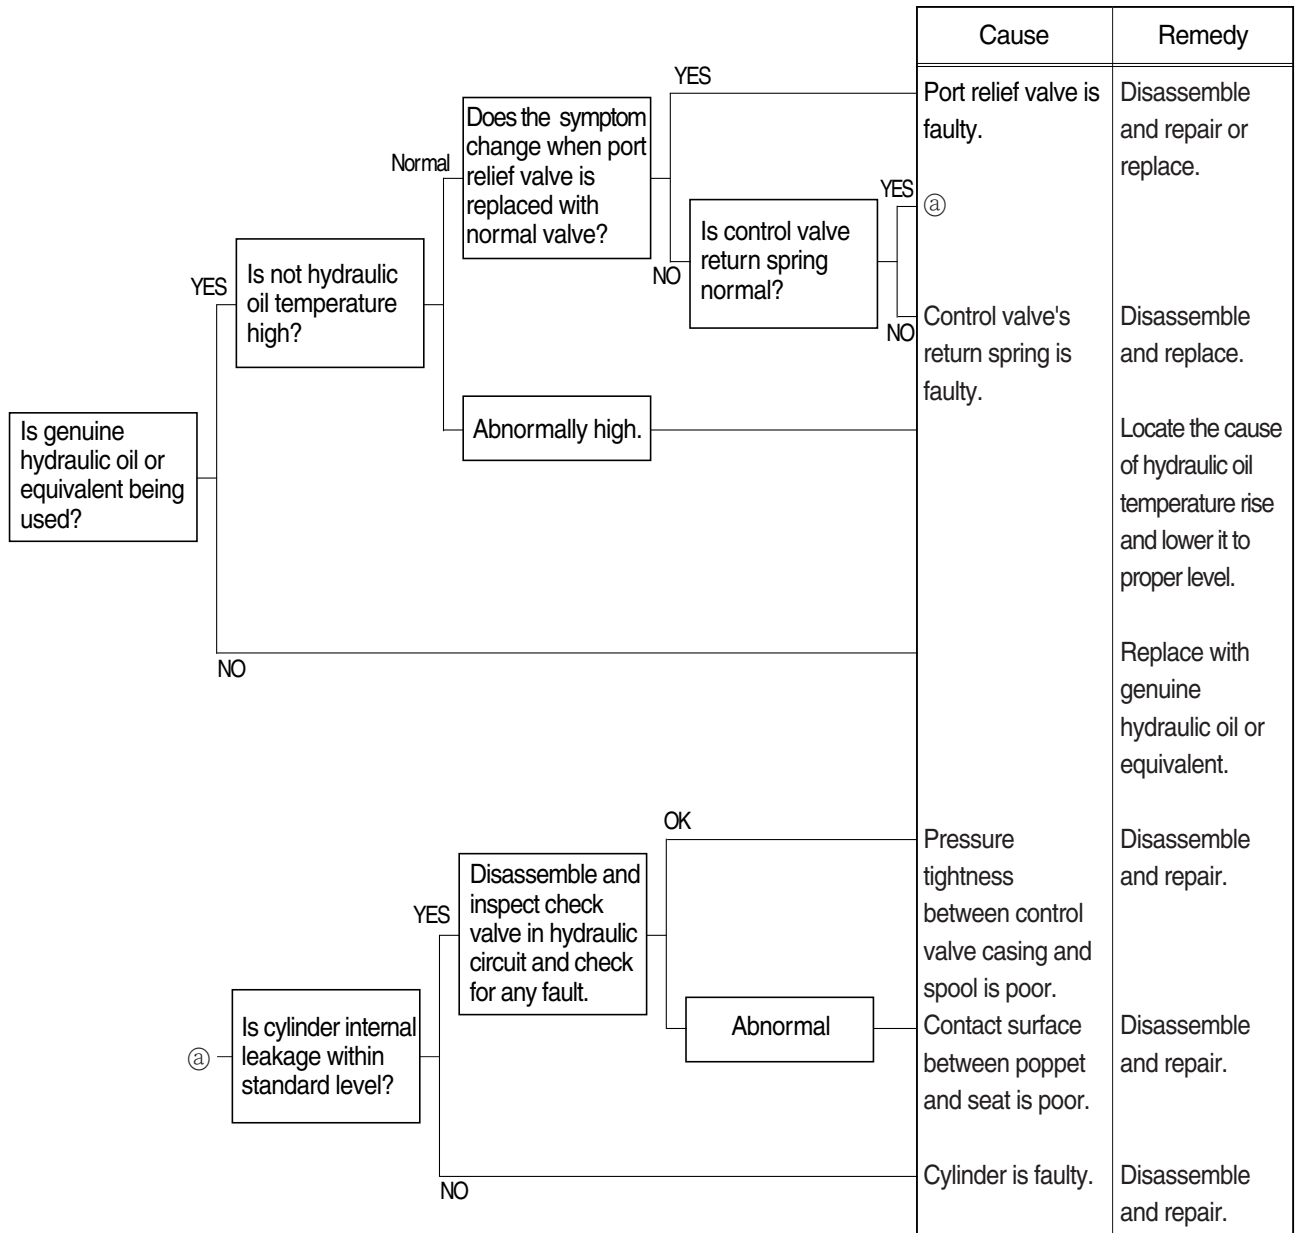 Cause
Remedy
YES
Port relief valve is
faulty.
Disassemble
and repair or
replace.
Does the symptom
change when port
relief valve is
replaced with
normal valve?
Normal
YES
ⓐ
Is control valve
return spring
normal?
NO
YES
Is not hydraulic
oil temperature
high?
NO
Control valve's
return spring is
faulty.
Disassemble
and replace.
Abnormally high.
Locate the cause
of hydraulic oil
temperature rise
and lower it to
proper level.
Is genuine
hydraulic oil or
equivalent being
used?
NO
Replace with
genuine
hydraulic oil or
equivalent.
OK
Pressure
tightness
between control
valve casing and
spool is poor.
Disassemble
and repair.
Disassemble and
inspect check
valve in hydraulic
circuit and check
for any fault.
YES
Abnormal
Contact surface
between poppet
and seat is poor.
Disassemble
and repair.
ⓐ
Is cylinder internal
leakage within
standard level?
NO
Cylinder is faulty.
Disassemble
and repair.